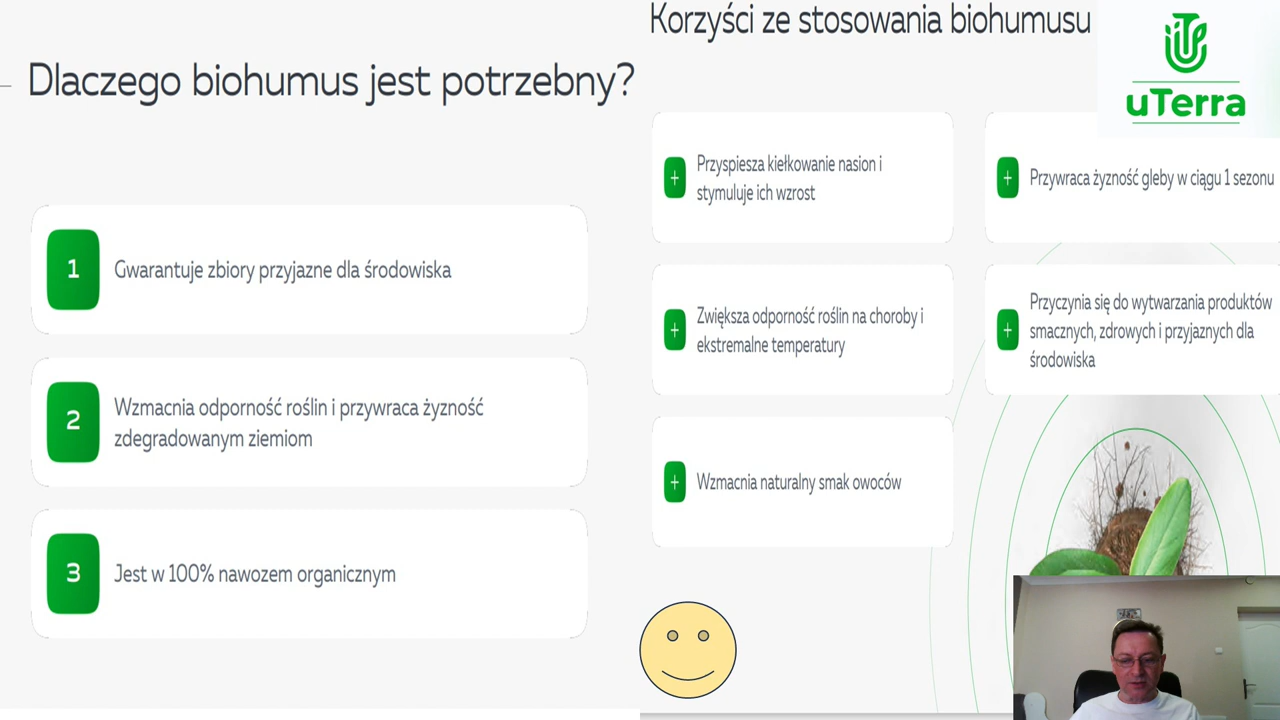 Dlaczego biohumus jest potrzebny?
1
Gwarantuje zbiory przyjazne dla środowiska
2
Wzmacnia odporność roślin i przywraca żyzność
zdegradowanym ziemiom
3
Jest w 100% nawozem organicznym
Korzyści ze stosowania biohumusu
uTerra
+
Przyspiesza kiełkowanie nasion i
stymuluje ich wzrost
+
Przywraca żyzność gleby w ciągu 1 sezonu
+
Zwiększa odporność roślin na choroby i
ekstremalne temperatury
+
Przyczynia się do wytwarzania produktów
smacznych, zdrowych i przyjaznych dla
środowiska
+
Wzmacnia naturalny smak owoców